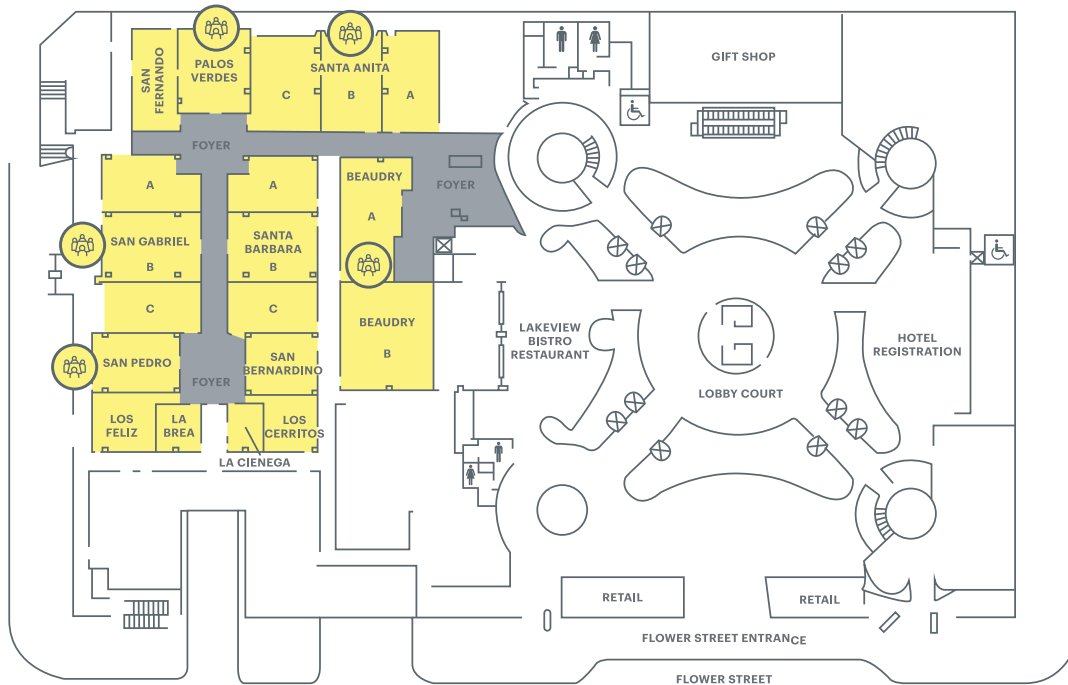 SAN
FERNANDO
PALOS
VERDES
SANTA ANITA
C
B
A
GIFT SHOP
FOYER
A
A
BEAUDRY
A
FOYER
SAN GABRIEL
B
SANTA
BARBARA
B
C
C
BEAUDRY
B
LAKEVIEW
BISTRO
RESTAURANT
HOTEL
REGISTRATION
LOBBY COURT
SAN PEDRO
FOYER
SAN
BERNARDINO
LOS
FELIZ
LA
BREA
LOS
CERRITOS
LA CIENEGA
RETAIL
RETAIL
FLOWER STREET ENTRANCE
FLOWER STREET